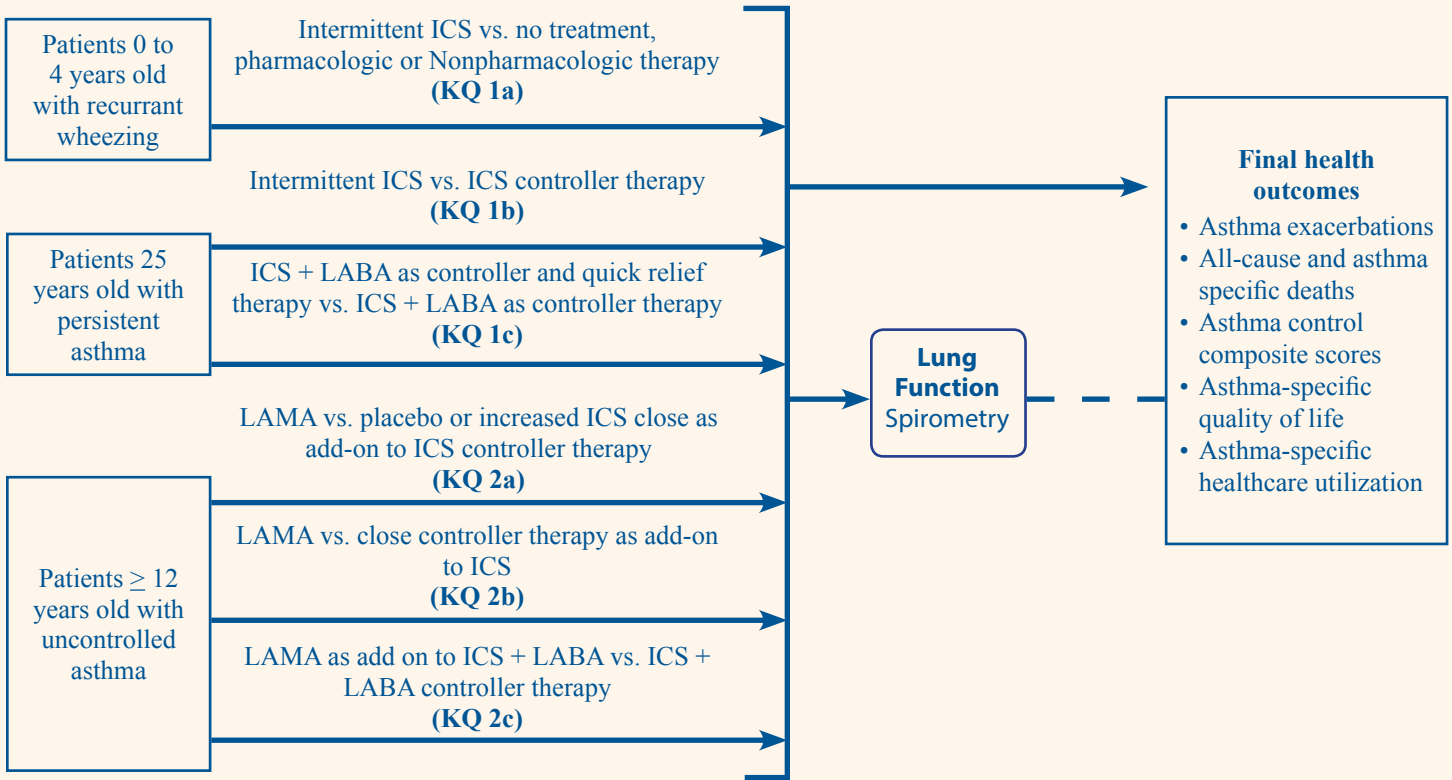 Patients 0 to
4 years old
with recurrant
wheezing
Intermittent ICS vs. no treatment,
pharmacologic or Nonpharmacologic therapy
(KQ 1a)
Intermittent ICS vs. ICS controller therapy
(KQ 1b)
Patients 25
years old with
persistent
asthma
ICS + LABA as controller and quick relief
therapy vs. ICS + LABA as controller therapy
(KQ 1c)
LAMA vs. placebo or increased ICS close as
add-on to ICS controller therapy
(KQ 2a)
Patients ≥ 12
years old with
uncontrolled
asthma
LAMA vs. close controller therapy as add-on
to ICS
(KQ 2b)
LAMA as add on to ICS + LABA vs. ICS +
LABA controller therapy
(KQ 2c)
Lung
Function
Spirometry
Final health
outcomes
• Asthma exacerbations
• All-cause and asthma
specific deaths
• Asthma control
composite scores
• Asthma-specific
quality of life
• Asthma-specific
healthcare utilization